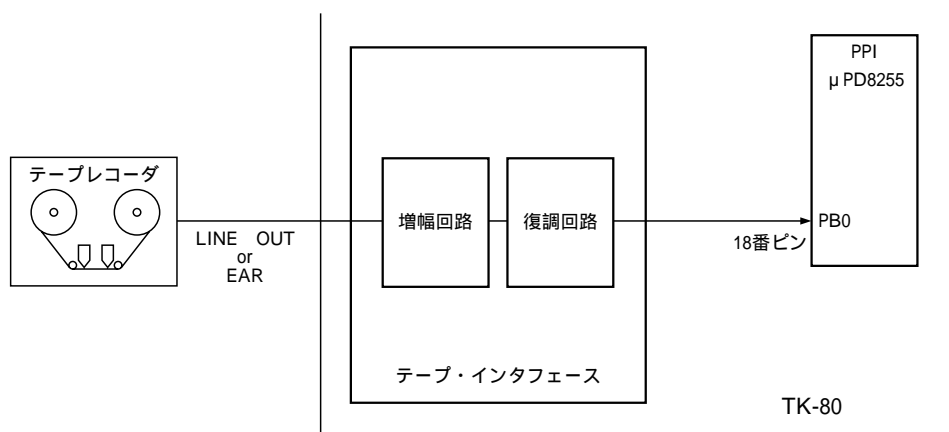 テープレコーダ
LINE OUT
or
EAR
増幅回路
復調回路
テープ・インタフェース
18番ピン
PPI
μPD8255
PB0
TK-80